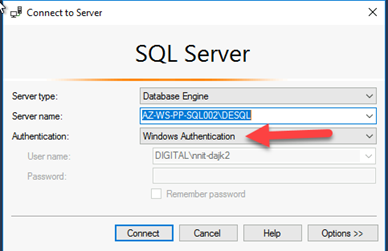 Connect to Server
SQL Server
Server type: Database Engine
Server name: AZ-WS-PP-SQL002\DESQL
Authentication: Windows Authentication
User name: DIGITAL\nnit-dajk2
Password:
Remember password
Connect Cancel Help Options >>